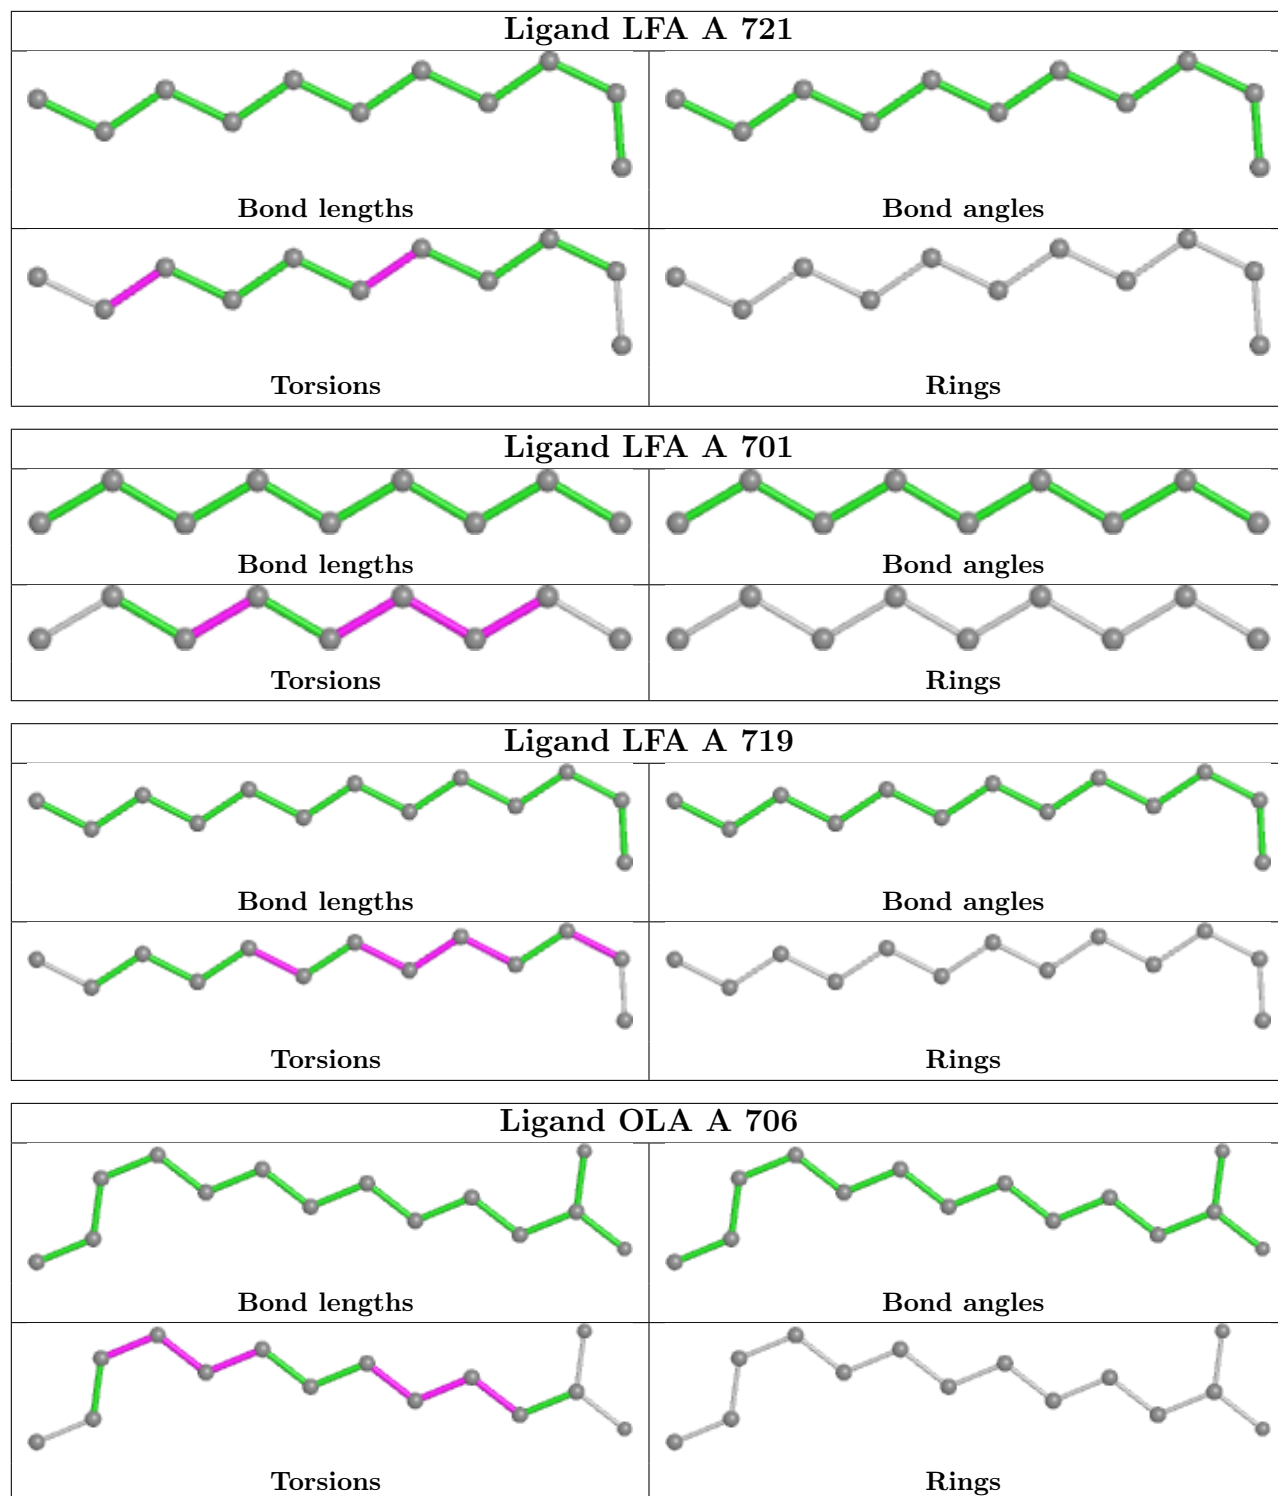 Ligand LFA A 721
Bond lengths
Bond angles
Torsions
Rings
Ligand LFA A 701
Bond lengths
Bond angles
Torsions
Rings
Ligand LFA A 719
Bond lengths
Bond angles
Torsions
Rings
Ligand OLA A 706
Bond lengths
Bond angles
Torsions
Rings